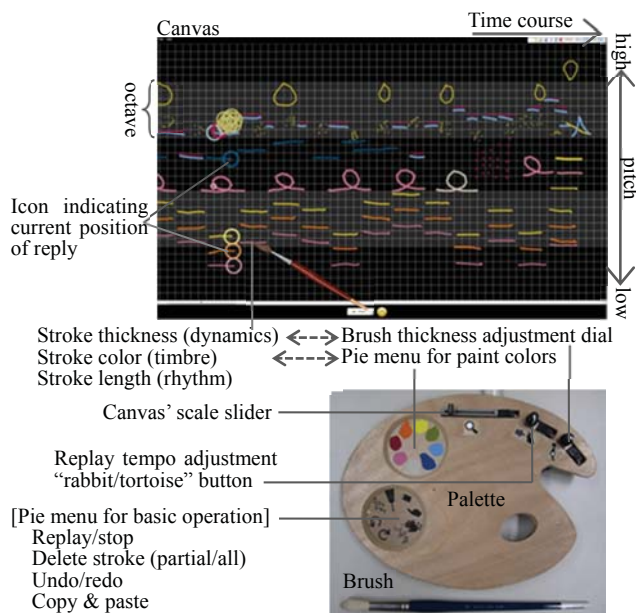 Canvas
Time course
high
octave
pitch
Icon indicating
current position
of reply
low
Stroke thickness (dynamics)
Brush thickness adjustment dial
Stroke color (timbre)
Pie menu for paint colors
Stroke length (rhythm)
Canvas’ scale slider
Replay tempo adjustment
“rabbit/tortoise” button
Palette
[Pie menu for basic operation]
Replay/stop
Delete stroke (partial/all)
Undo/redo
Copy & paste
Brush